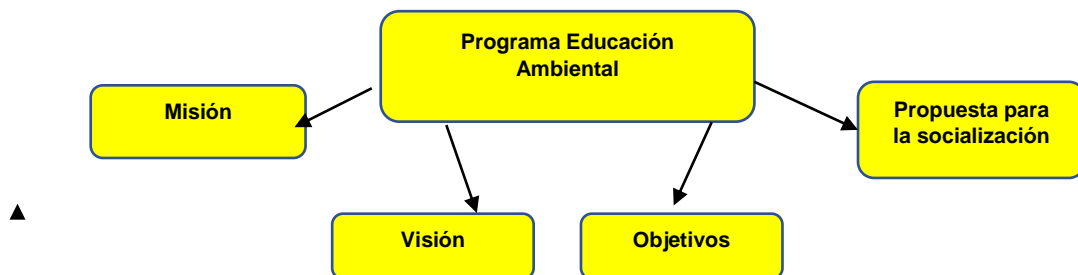 Programa Educación
Ambiental
Misión
Propuesta para
la socialización
Visión
Objetivos